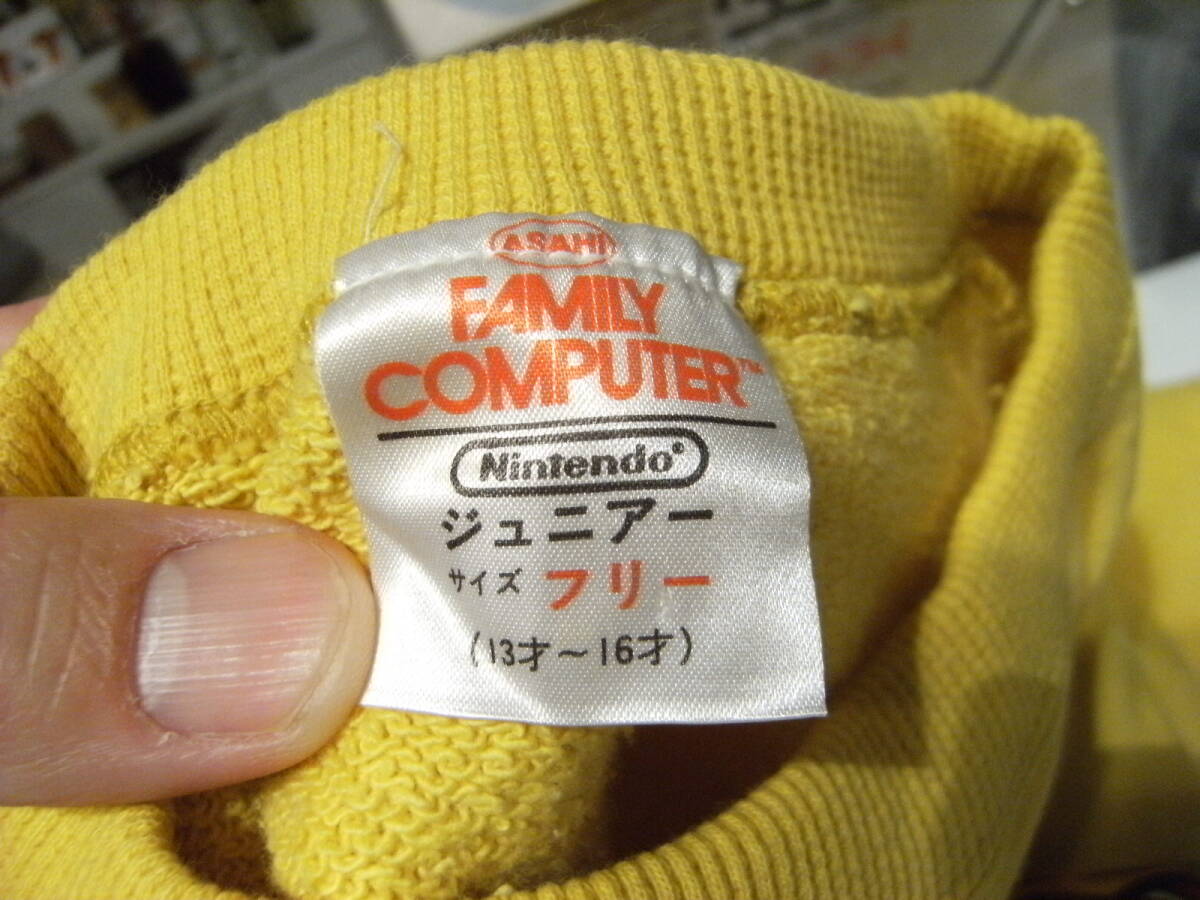 ASAHI
FAMILY
COMPUTER™
Nintendo®
ジュニアー
サイズ フリー
(13才～16才)